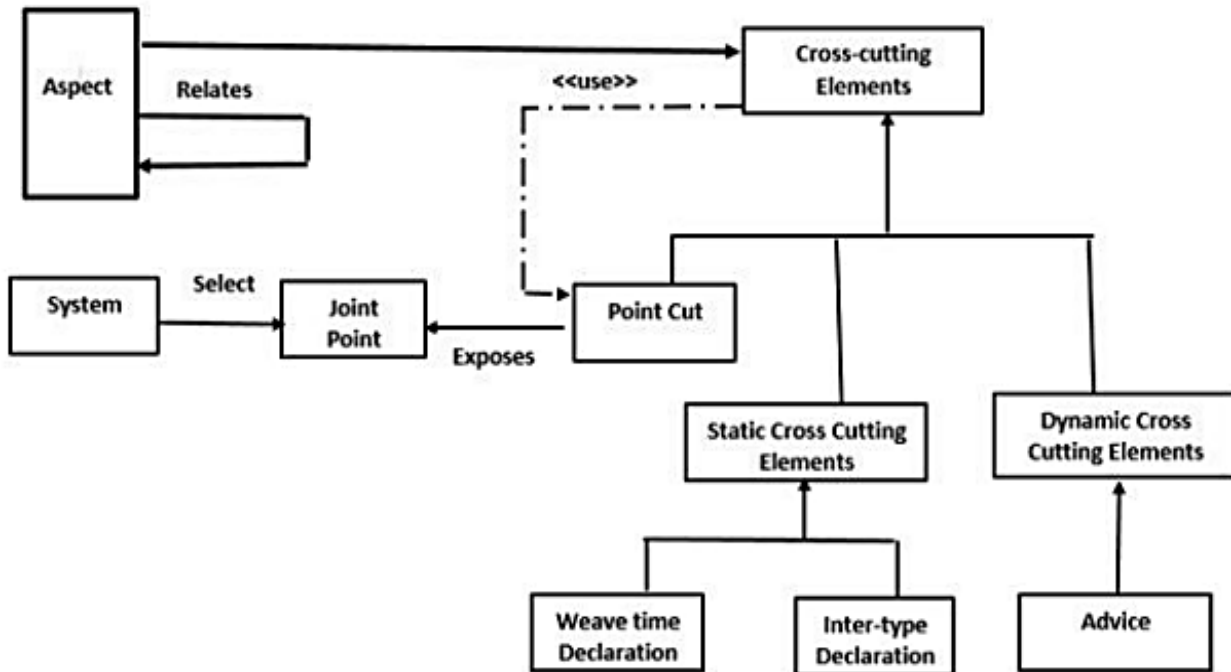 Cross-cutting
Elements
<<use>>
Aspect
Relates
System
Select
Joint
Point
Exposes
Point Cut
Static Cross Cutting
Elements
Dynamic Cross
Cutting Elements
Weave time
Declaration
Inter-type
Declaration
Advice